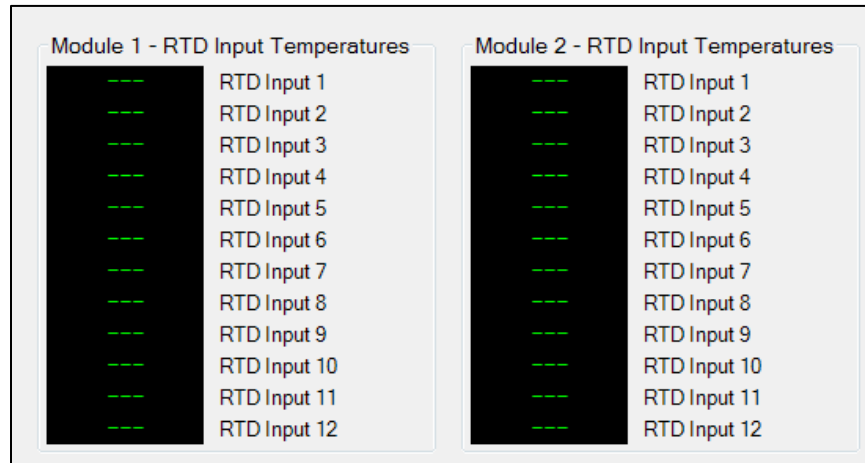 Module 1 - RTD Input Temperatures
--- RTD Input 1
--- RTD Input 2
--- RTD Input 3
--- RTD Input 4
--- RTD Input 5
--- RTD Input 6
--- RTD Input 7
--- RTD Input 8
--- RTD Input 9
--- RTD Input 10
--- RTD Input 11
--- RTD Input 12
Module 2 - RTD Input Temperatures
--- RTD Input 1
--- RTD Input 2
--- RTD Input 3
--- RTD Input 4
--- RTD Input 5
--- RTD Input 6
--- RTD Input 7
--- RTD Input 8
--- RTD Input 9
--- RTD Input 10
--- RTD Input 11
--- RTD Input 12